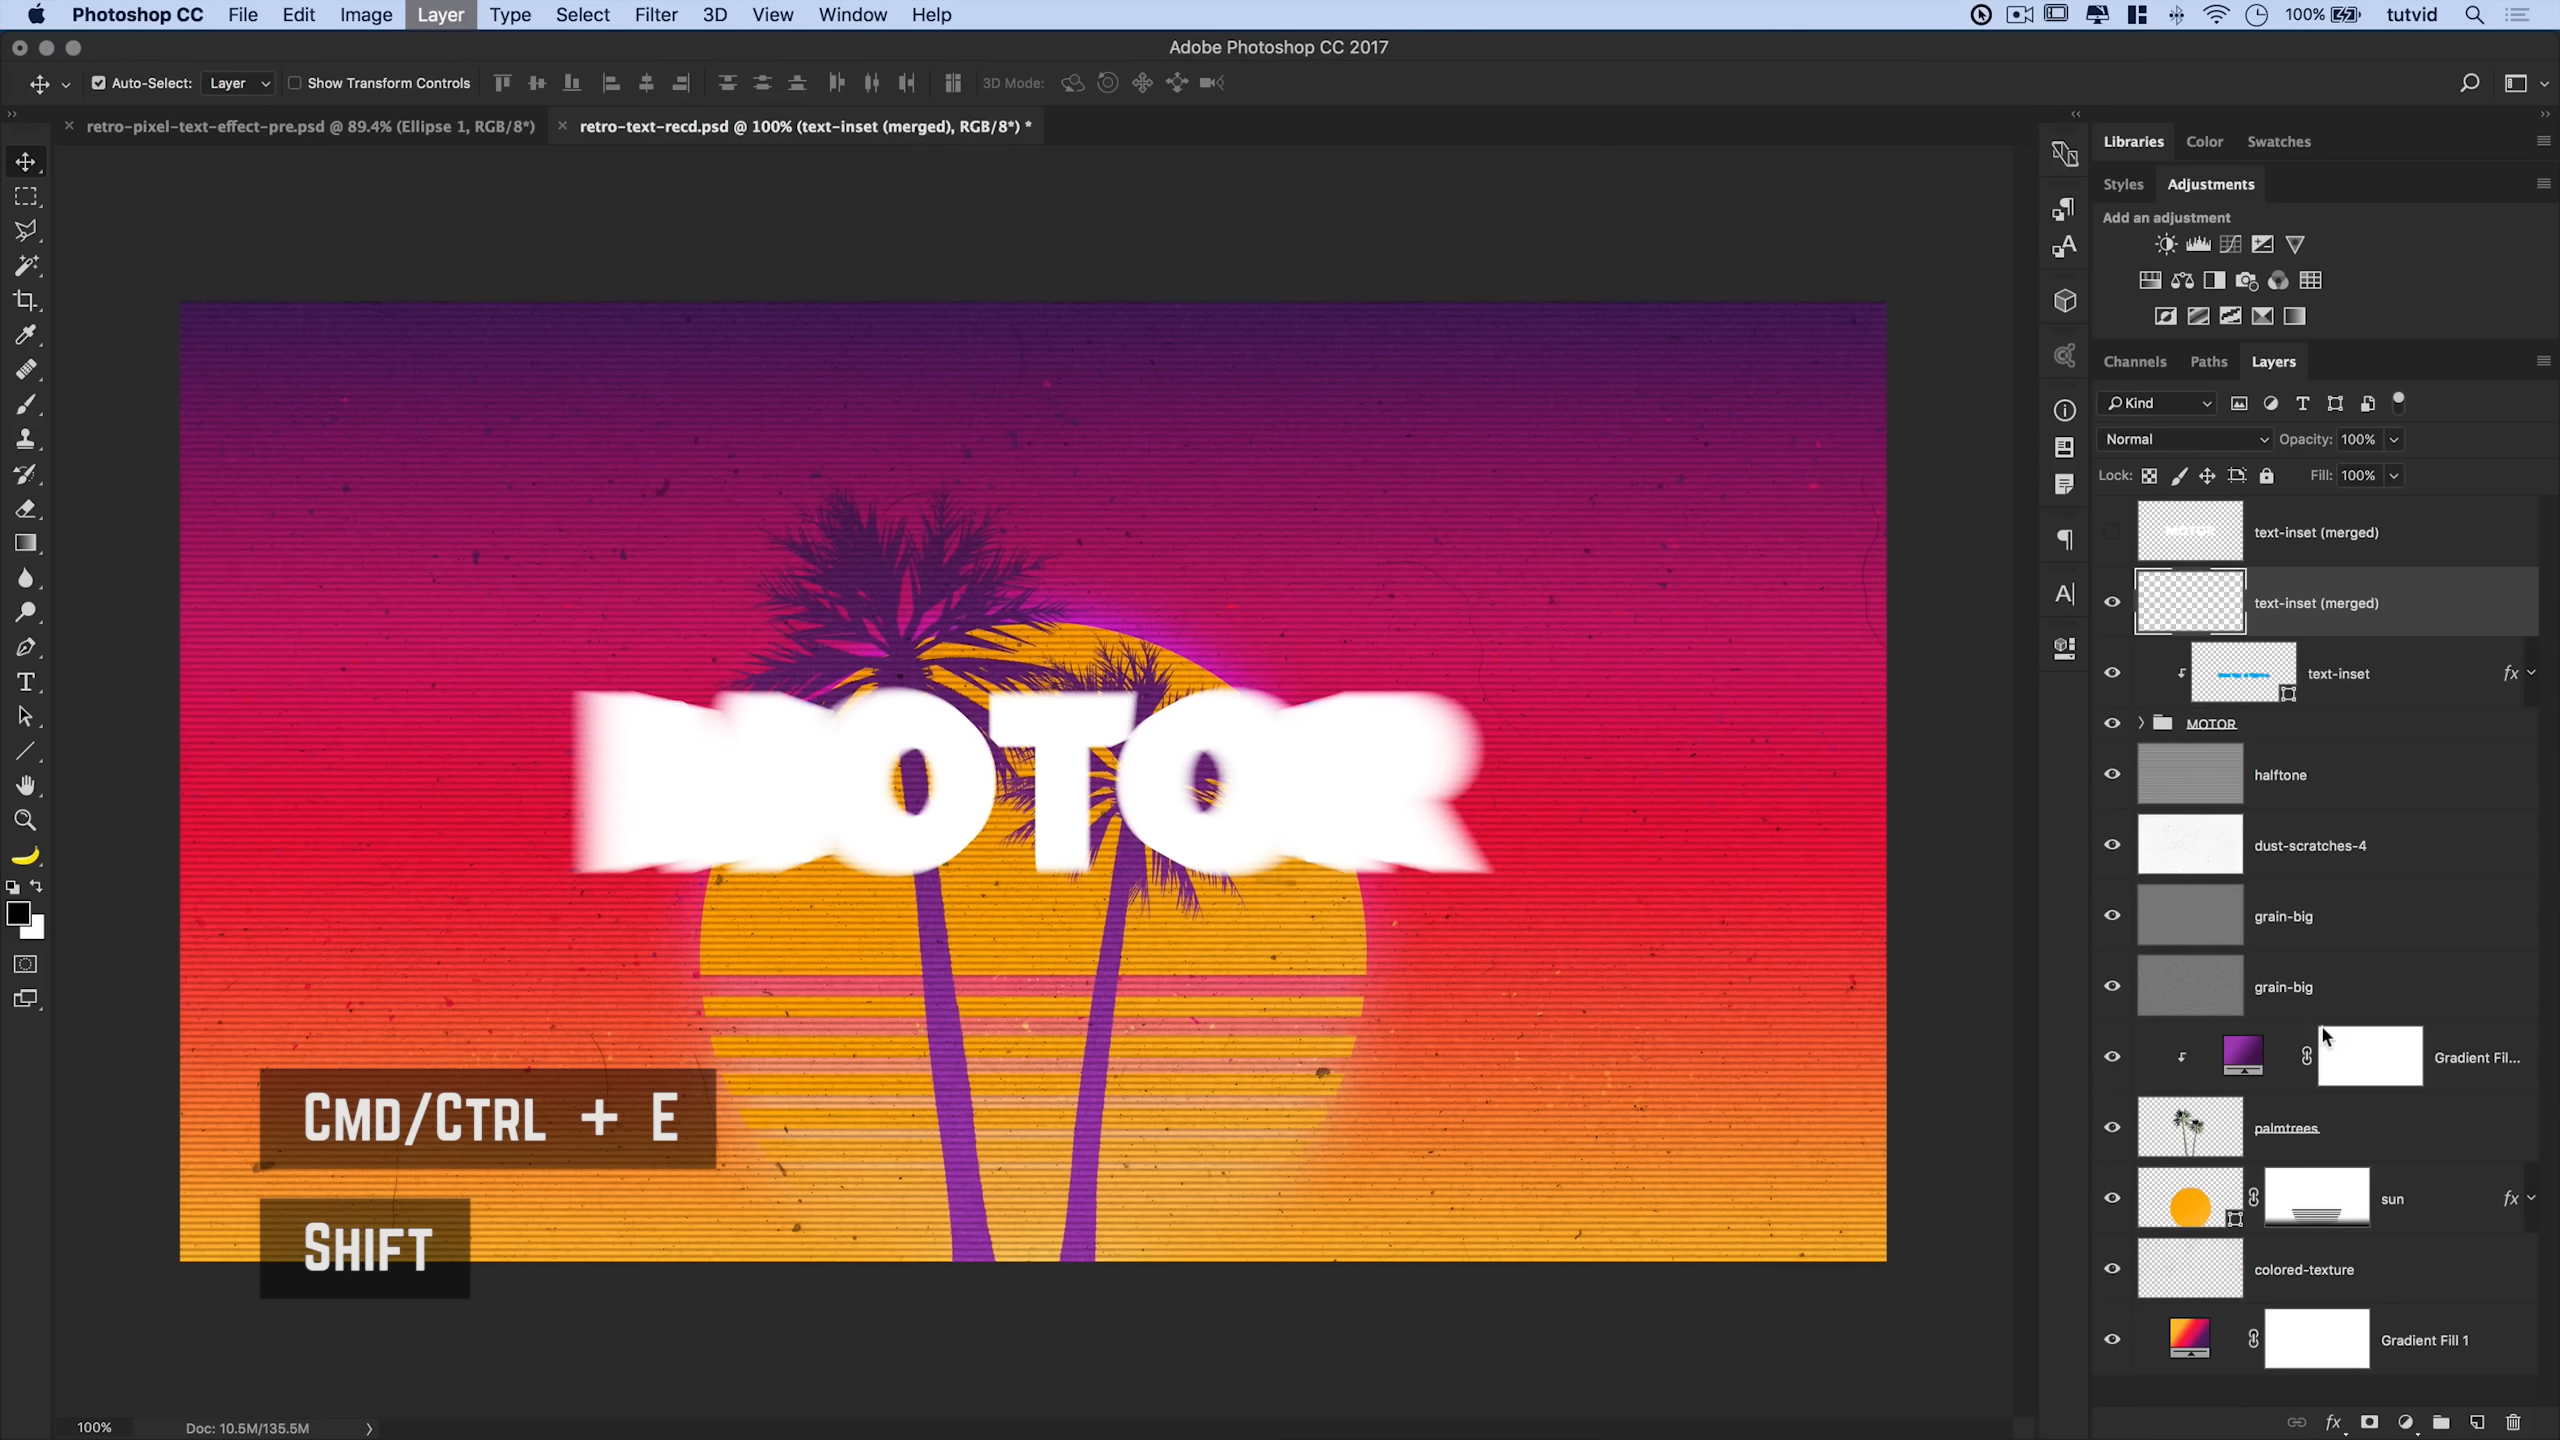 Photoshop CC File Edit Image Layer Type Select Filter 3D View Window Help 100% tutvid
Adobe Photoshop CC 2017
Auto-Select: Layer Show Transform Controls 3D Mode:
retro-pixel-text-effect-pre.psd @ 89.4% (Ellipse 1, RGB/8*) retro-text-recd.psd @ 100% (text-inset (merged), RGB/8*) *
Libraries Color Swatches
Styles Adjustments
Add an adjustment
Channels Paths Layers
Kind
Normal Opacity: 100%
Lock: Fill: 100%
text-inset (merged)
text-inset (merged)
text-inset fx
MOTOR
halftone
dust-scratches-4
grain-big
grain-big
Gradient Fil...
palmtrees
sun fx
colored-texture
Gradient Fill 1
MOTOR
Cmd/Ctrl + E
Shift
100% Doc: 10.5M/135.5M
fx